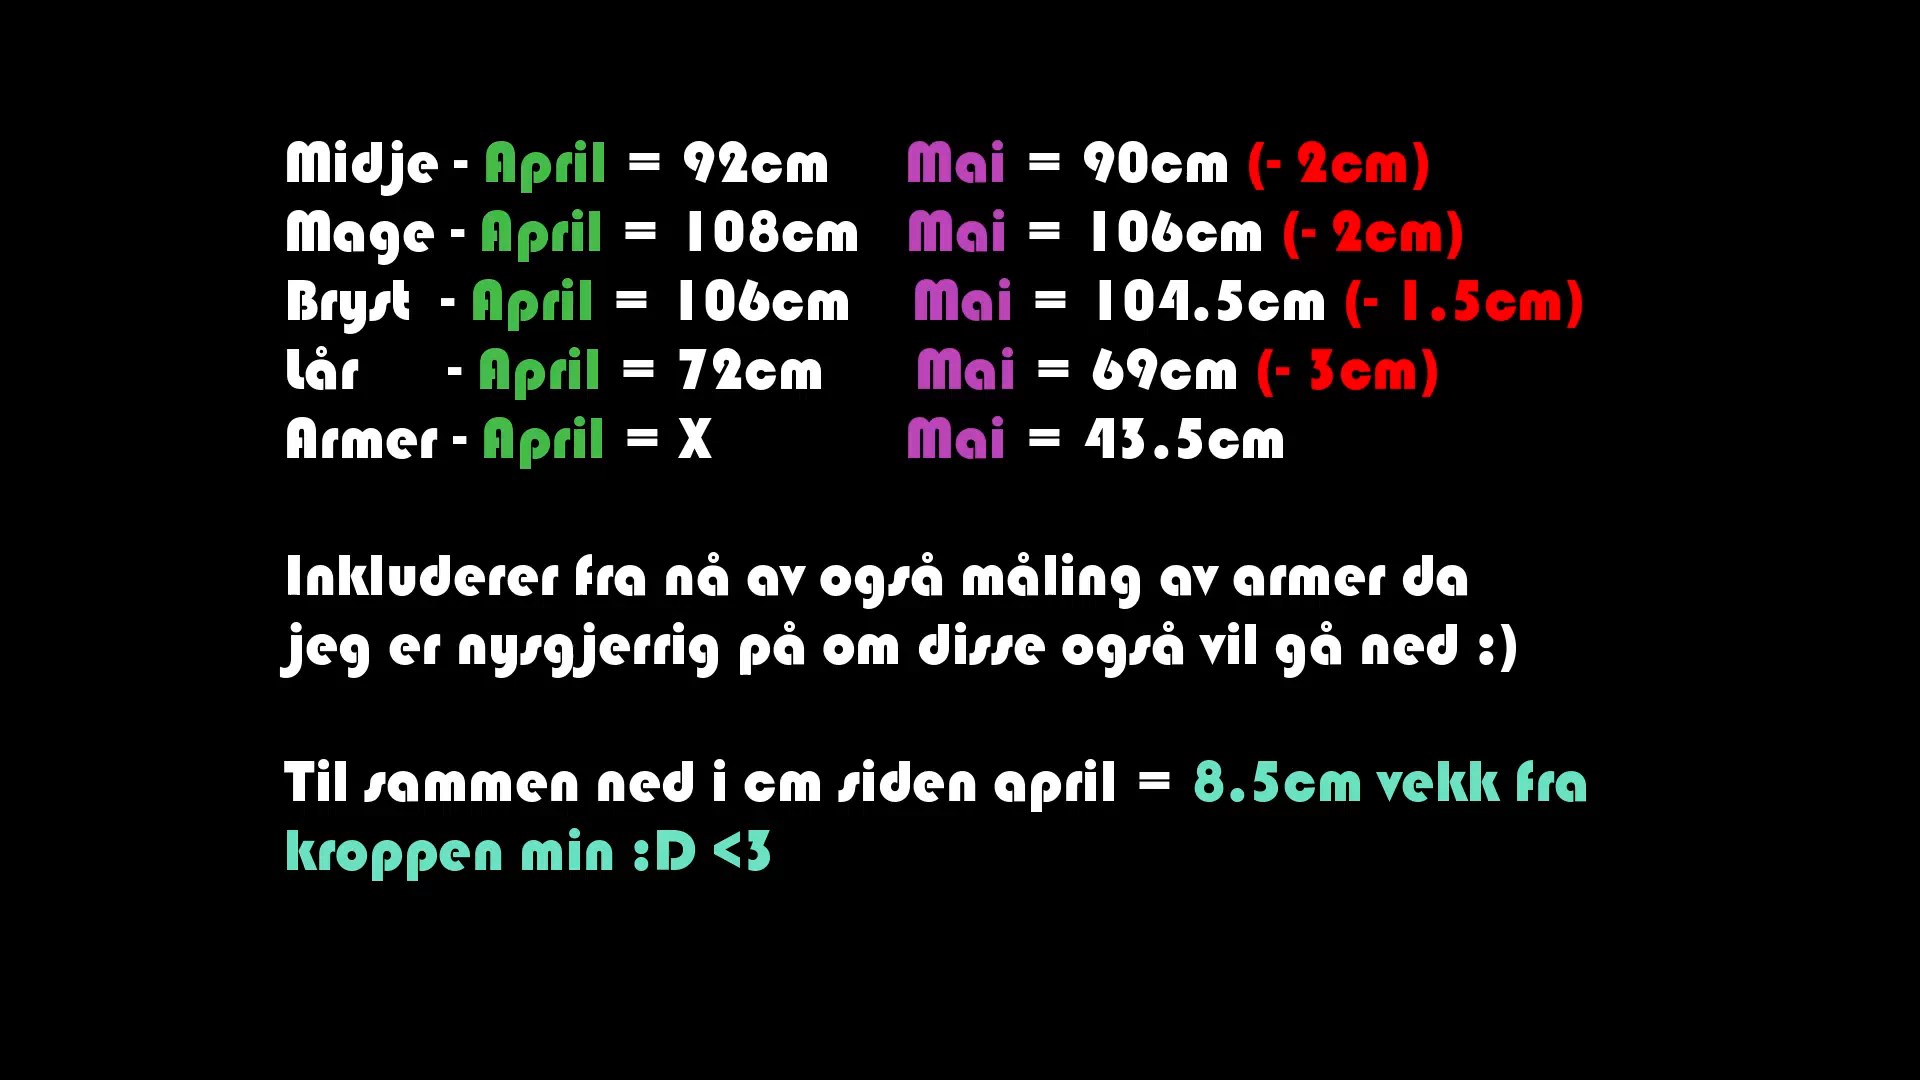 Midje - April = 92cm Mai = 90cm (- 2cm)
Mage - April = 108cm Mai = 106cm (- 2cm)
Bryst - April = 106cm Mai = 104.5cm (- 1.5cm)
Lår - April = 72cm Mai = 69cm (- 3cm)
Armer - April = X Mai = 43.5cm
Inkluderer fra nå av også måling av armer da
jeg er nysgjerrig på om disse også vil gå ned :)
Til sammen ned i cm siden april = 8.5cm vekk fra
kroppen min :D <3